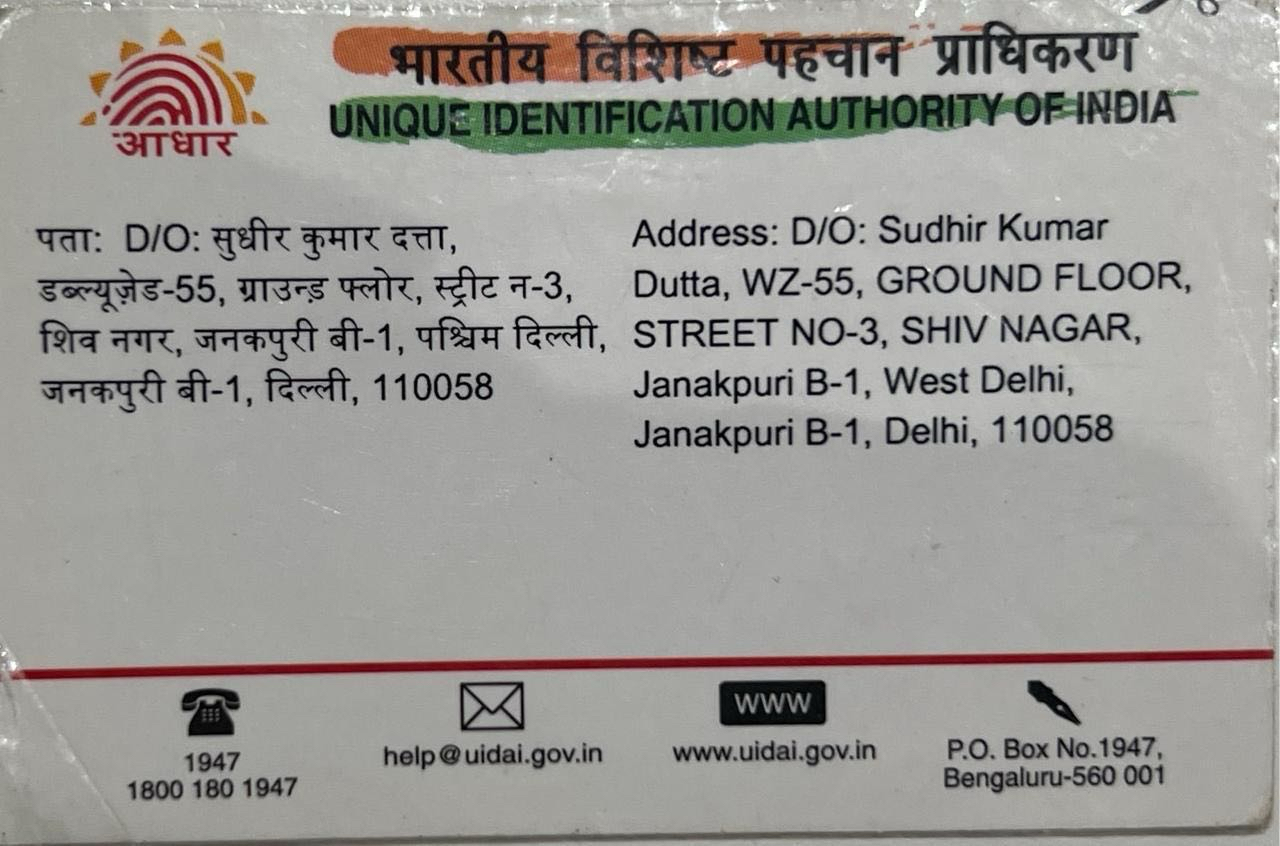 आधार
भारतीय विशिष्ट पहचान प्राधिकरण
UNIQUE IDENTIFICATION AUTHORITY OF INDIA
पताः D/O: सुधीर कुमार दत्ता,
डब्ल्यूज़ेड-55, ग्राउन्ड़ फ्लोर, स्ट्रीट न-3,
शिव नगर, जनकपुरी बी-1, पश्चिम दिल्ली,
जनकपुरी बी-1, दिल्ली, 110058
Address: D/O: Sudhir Kumar
Dutta, WZ-55, GROUND FLOOR,
STREET NO-3, SHIV NAGAR,
Janakpuri B-1, West Delhi,
Janakpuri B-1, Delhi, 110058
1947
1800 180 1947
help@uidai.gov.in
www
www.uidai.gov.in
P.O. Box No.1947,
Bengaluru-560 001